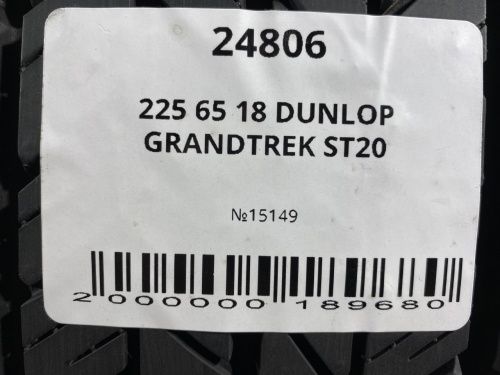 24806
225 65 18 DUNLOP
GRANDTREK ST20
№15149
2 000000 189680